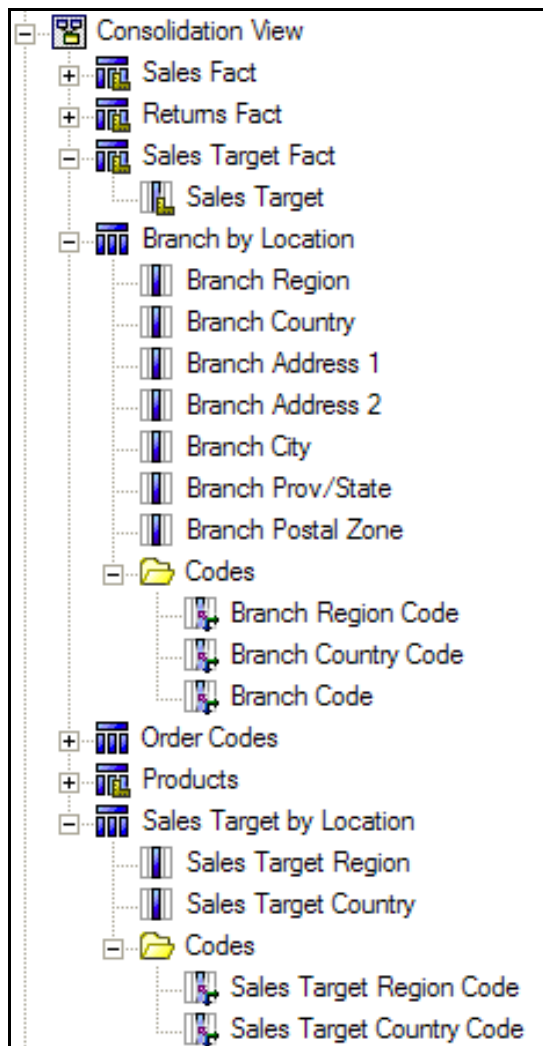 Consolidation View
Sales Fact
Returns Fact
Sales Target Fact
Sales Target
Branch by Location
Branch Region
Branch Country
Branch Address 1
Branch Address 2
Branch City
Branch Prov/State
Branch Postal Zone
Codes
Branch Region Code
Branch Country Code
Branch Code
Order Codes
Products
Sales Target by Location
Sales Target Region
Sales Target Country
Codes
Sales Target Region Code
Sales Target Country Code